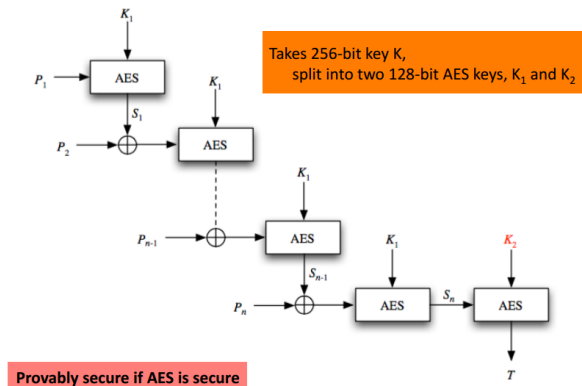 K1
Takes 256-bit key K,
split into two 128-bit AES keys, K1 and K2
P1
AES
S1
K1
P2
AES
K1
Pn-1
AES
K1
K2
Sn-1
Pn
AES
Sn
AES
T
Provably secure if AES is secure